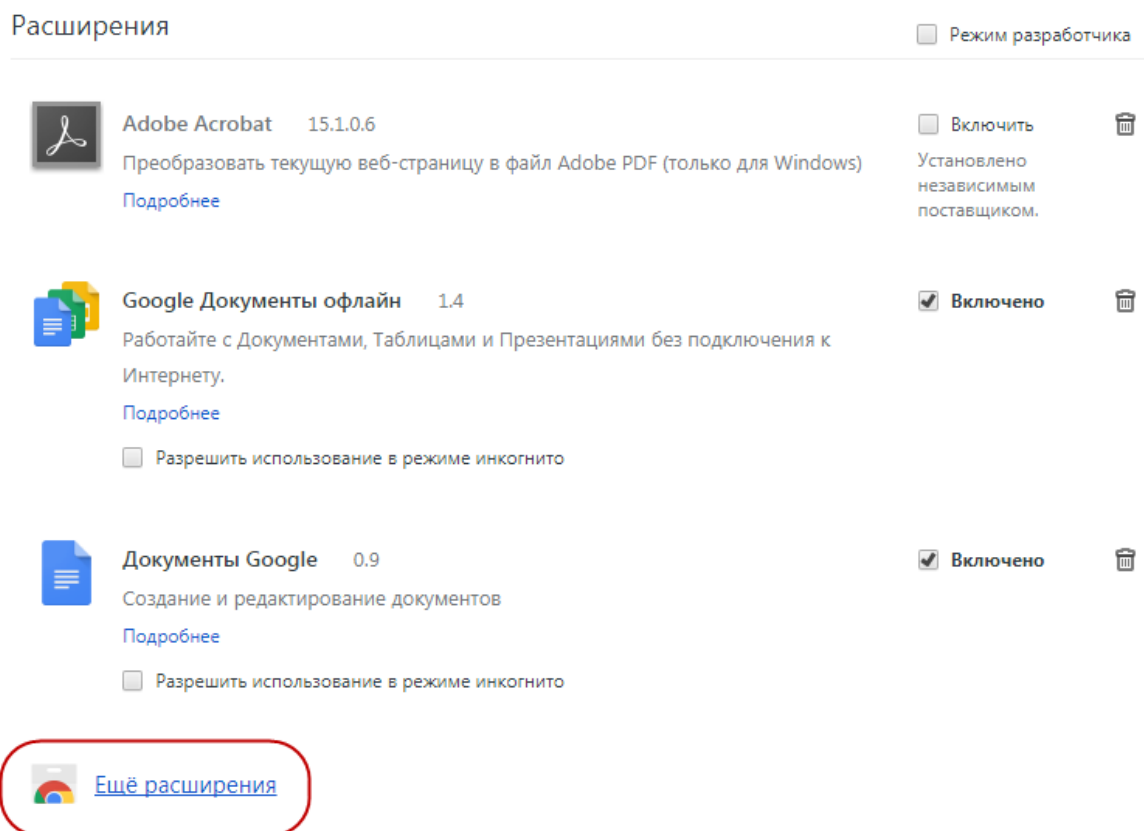 Расширения
Режим разработчика
Adobe Acrobat 15.1.0.6
Включить
Преобразовать текущую веб-страницу в файл Adobe PDF (только для Windows)
Установлено
независимым
поставщиком.
Подробнее
Google Документы офлайн 1.4
Включено
Работайте с Документами, Таблицами и Презентациями без подключения к
Интернету.
Подробнее
Разрешить использование в режиме инкогнито
Документы Google 0.9
Включено
Создание и редактирование документов
Подробнее
Разрешить использование в режиме инкогнито
Ещё расширения